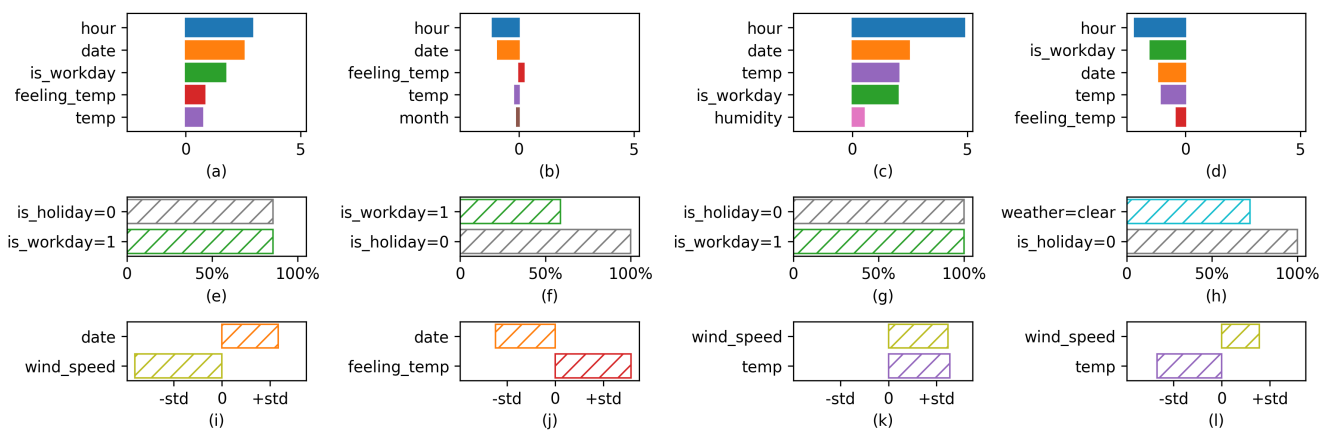 hour
date
is_workday
feeling_temp
temp
0 5
(a)
hour
date
feeling_temp
temp
month
0 5
(b)
hour
date
temp
is_workday
humidity
0 5
(c)
hour
is_workday
date
temp
feeling_temp
0 5
(d)
is_holiday=0
is_workday=1
0 50% 100%
(e)
is_workday=1
is_holiday=0
0 50% 100%
(f)
is_holiday=0
is_workday=1
0 50% 100%
(g)
weather=clear
is_holiday=0
0 50% 100%
(h)
date
wind_speed
-std 0 +std
(i)
date
feeling_temp
-std 0 +std
(j)
wind_speed
temp
-std 0 +std
(k)
wind_speed
temp
-std 0 +std
(l)